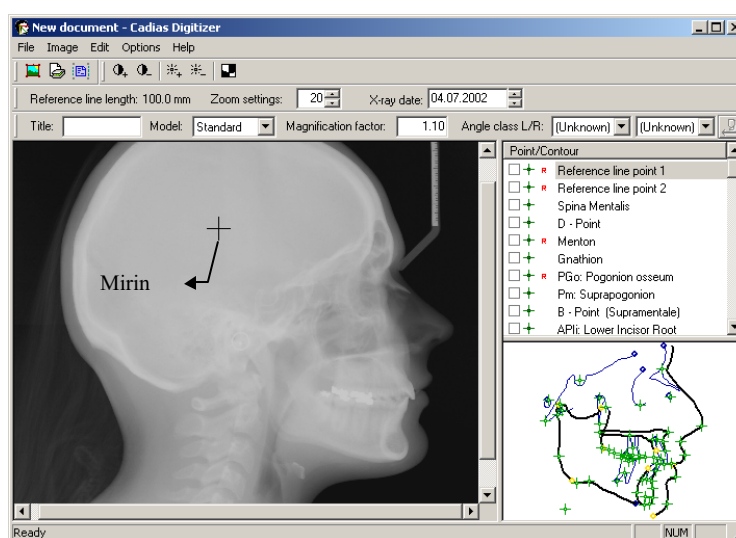 New document - Cadias Digitizer
File Image Edit Options Help
Reference line length: 100.0 mm Zoom settings: 20 X-ray date: 04.07.2002
Title: Model: Standard Magnification factor: 1.10 Angle class L/R: (Unknown) (Unknown)
Point/Contour
R Reference line point 1
R Reference line point 2
Spina Mentalis
D - Point
R Menton
Gnathion
R PGo: Pogonion osseum
Pm: Suprapogonion
B - Point (Supramentale)
APIi: Lower Incisor Root
Mirin
Ready NUM